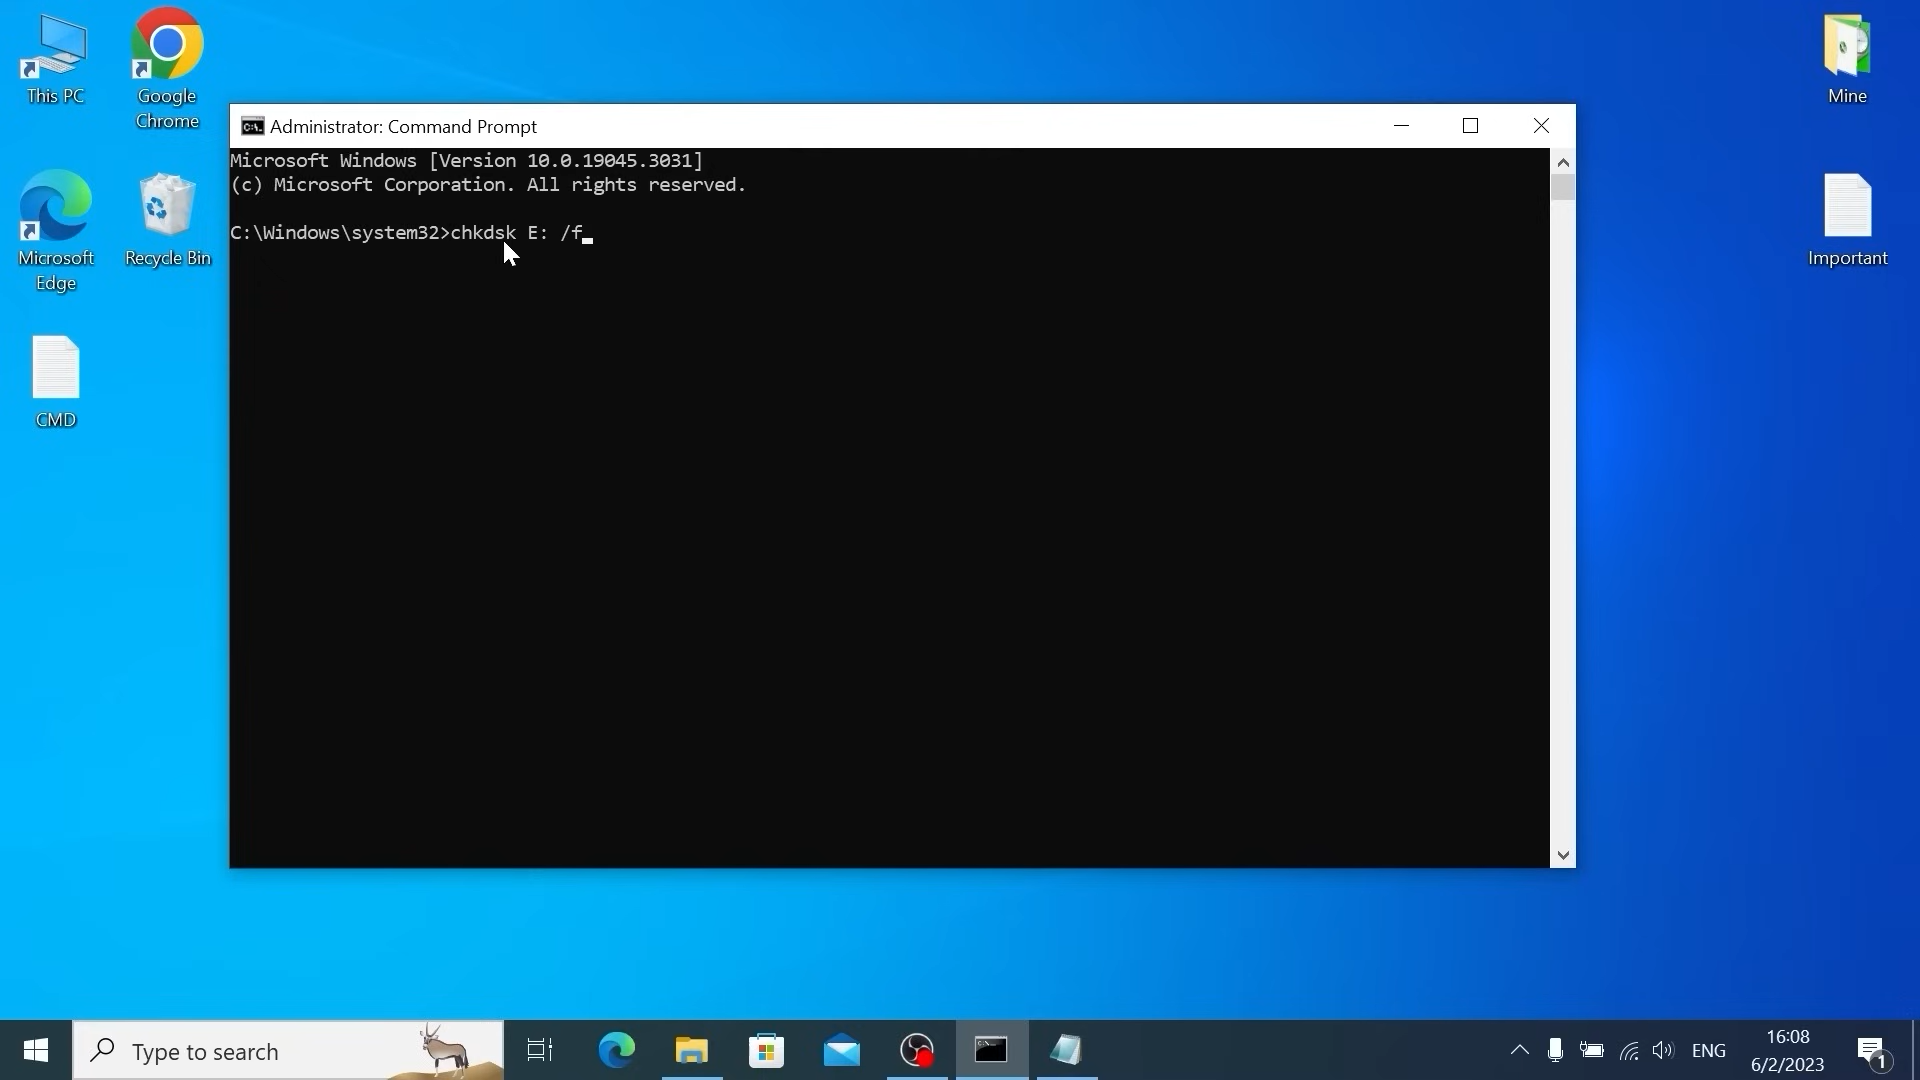 This PC
Google
Chrome
Mine
Administrator: Command Prompt
Microsoft Windows [Version 10.0.19045.3031]
(c) Microsoft Corporation. All rights reserved.
C:\Windows\system32>chkdsk E: /f
Microsoft
Edge
Recycle Bin
Important
CMD
Type to search
ENG
16:08
6/2/2023
1